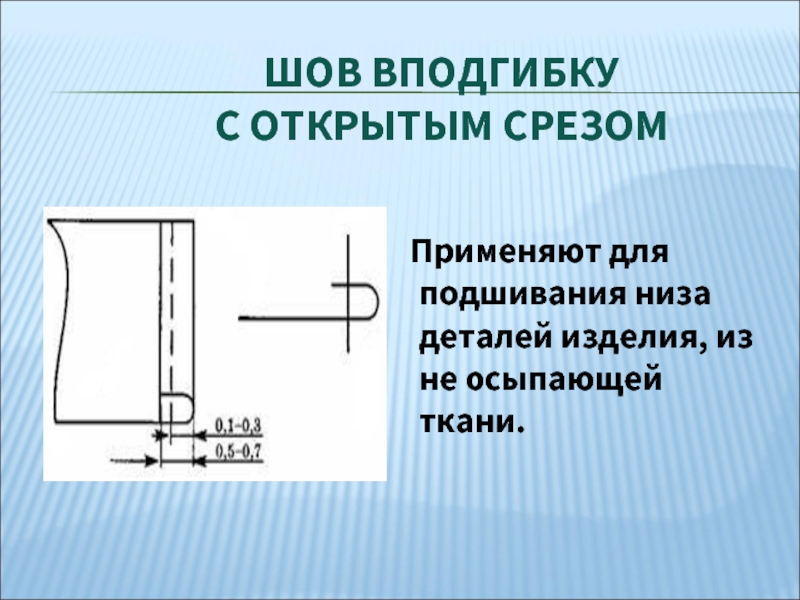 ШОВ ВПОДГИБКУ
С ОТКРЫТЫМ СРЕЗОМ
Применяют для
подшивания низа
деталей изделия, из
не осыпающей
ткани.
0,1–0,3
0,5–0,7